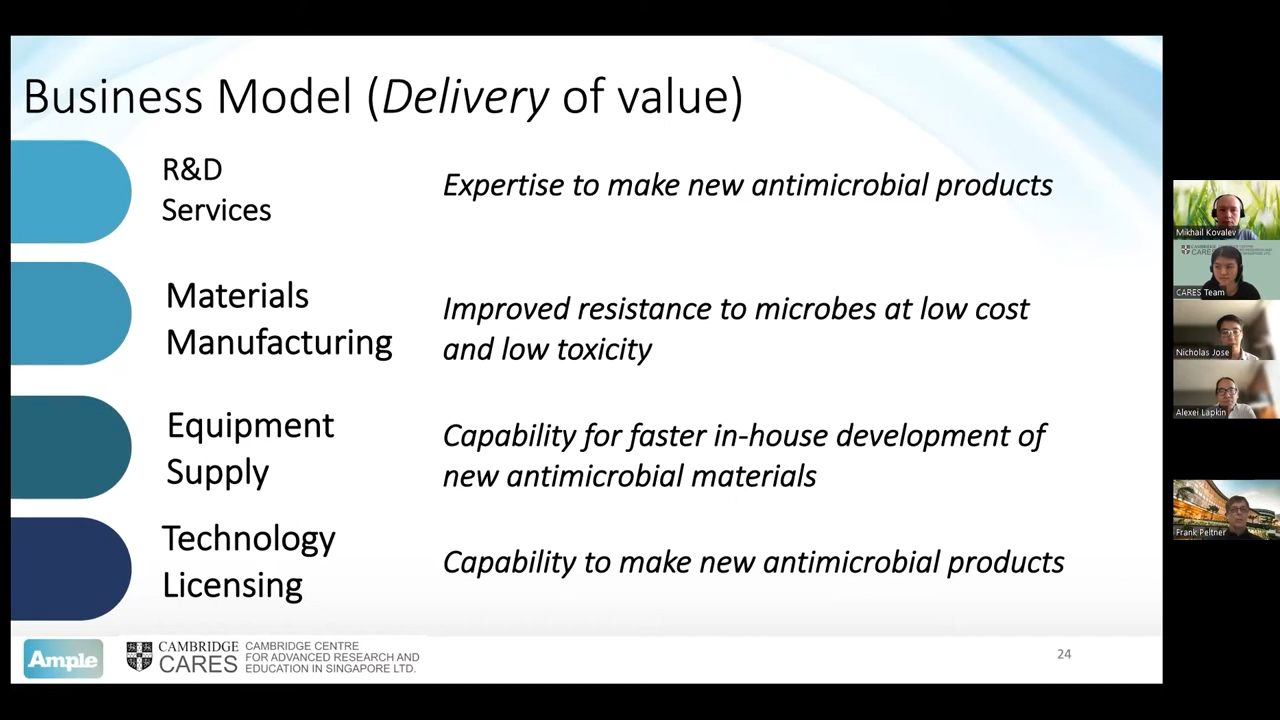 Business Model (Delivery of value)
R&D
Services
Expertise to make new antimicrobial products
Materials
Manufacturing
Improved resistance to microbes at low cost
and low toxicity
Equipment
Supply
Capability for faster in-house development of
new antimicrobial materials
Technology
Licensing
Capability to make new antimicrobial products
Ample
CAMBRIDGE
CARES
CAMBRIDGE CENTRE
FOR ADVANCED RESEARCH AND
EDUCATION IN SINGAPORE LTD.
24
Mikhail Kovalev
CARES Team
Nicholas Jose
Alexei Lapkin
Frank Peltner